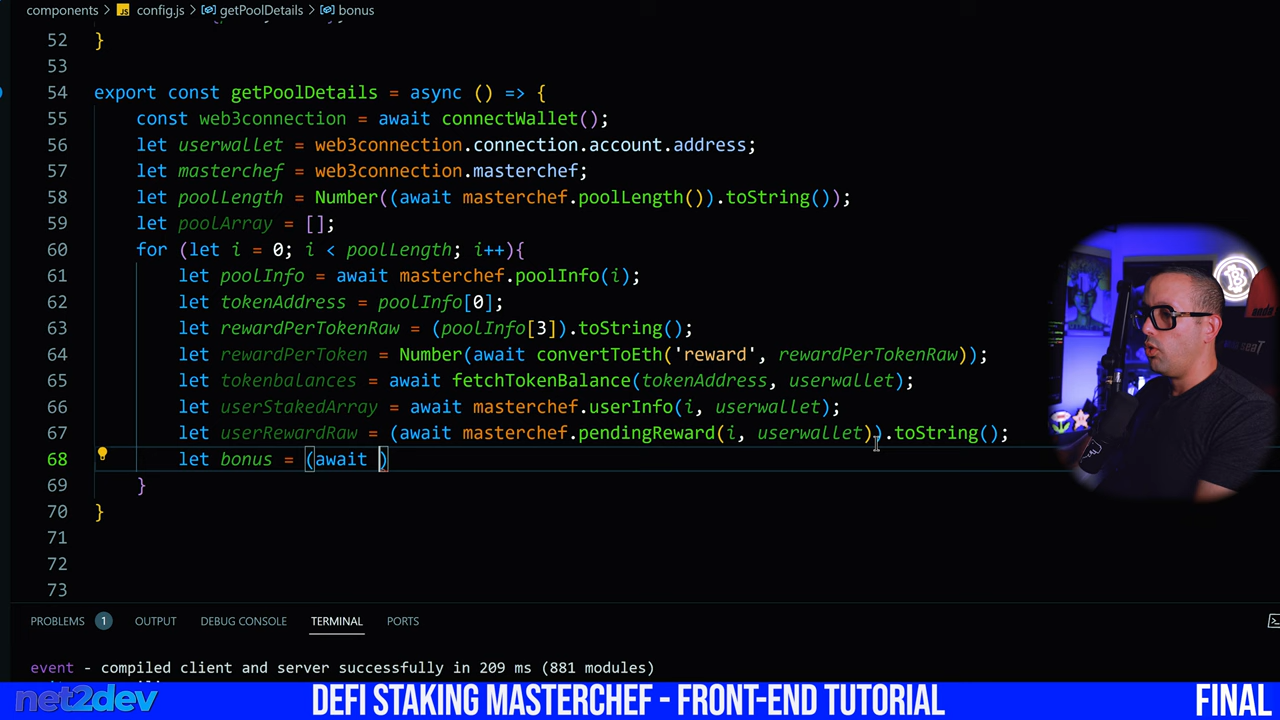 components > config.js > getPoolDetails > bonus
52 }
53
54 export const getPoolDetails = async () => {
55 const web3connection = await connectWallet();
56 let userwallet = web3connection.connection.account.address;
57 let masterchef = web3connection.masterchef;
58 let poolLength = Number((await masterchef.poolLength()).toString());
59 let poolArray = [];
60 for (let i = 0; i < poolLength; i++){
61 let poolInfo = await masterchef.poolInfo(i);
62 let tokenAddress = poolInfo[0];
63 let rewardPerTokenRaw = (poolInfo[3]).toString();
64 let rewardPerToken = Number(await convertToEth('reward', rewardPerTokenRaw));
65 let tokenbalances = await fetchTokenBalance(tokenAddress, userwallet);
66 let userStakedArray = await masterchef.userInfo(i, userwallet);
67 let userRewardRaw = (await masterchef.pendingReward(i, userwallet)).toString();
68 let bonus = (await )
69 }
70 }
71
72
73
PROBLEMS 1 OUTPUT DEBUG CONSOLE TERMINAL PORTS
event - compiled client and server successfully in 209 ms (881 modules)
net2dev DEFI STAKING MASTERCHEF - FRONT-END TUTORIAL FINAL